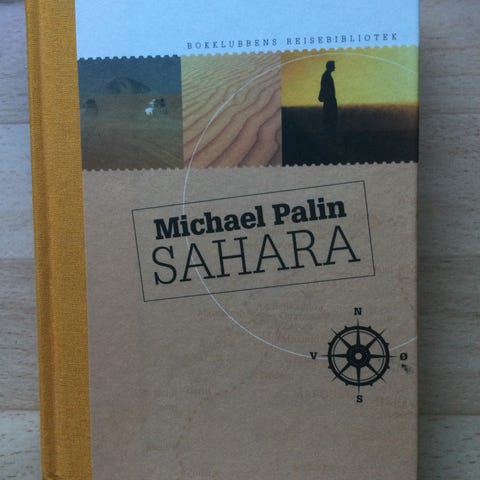 BOKKLUBBENS REISEBIBLIOTEK
Michael Palin
SAHARA
N
V Ø
S